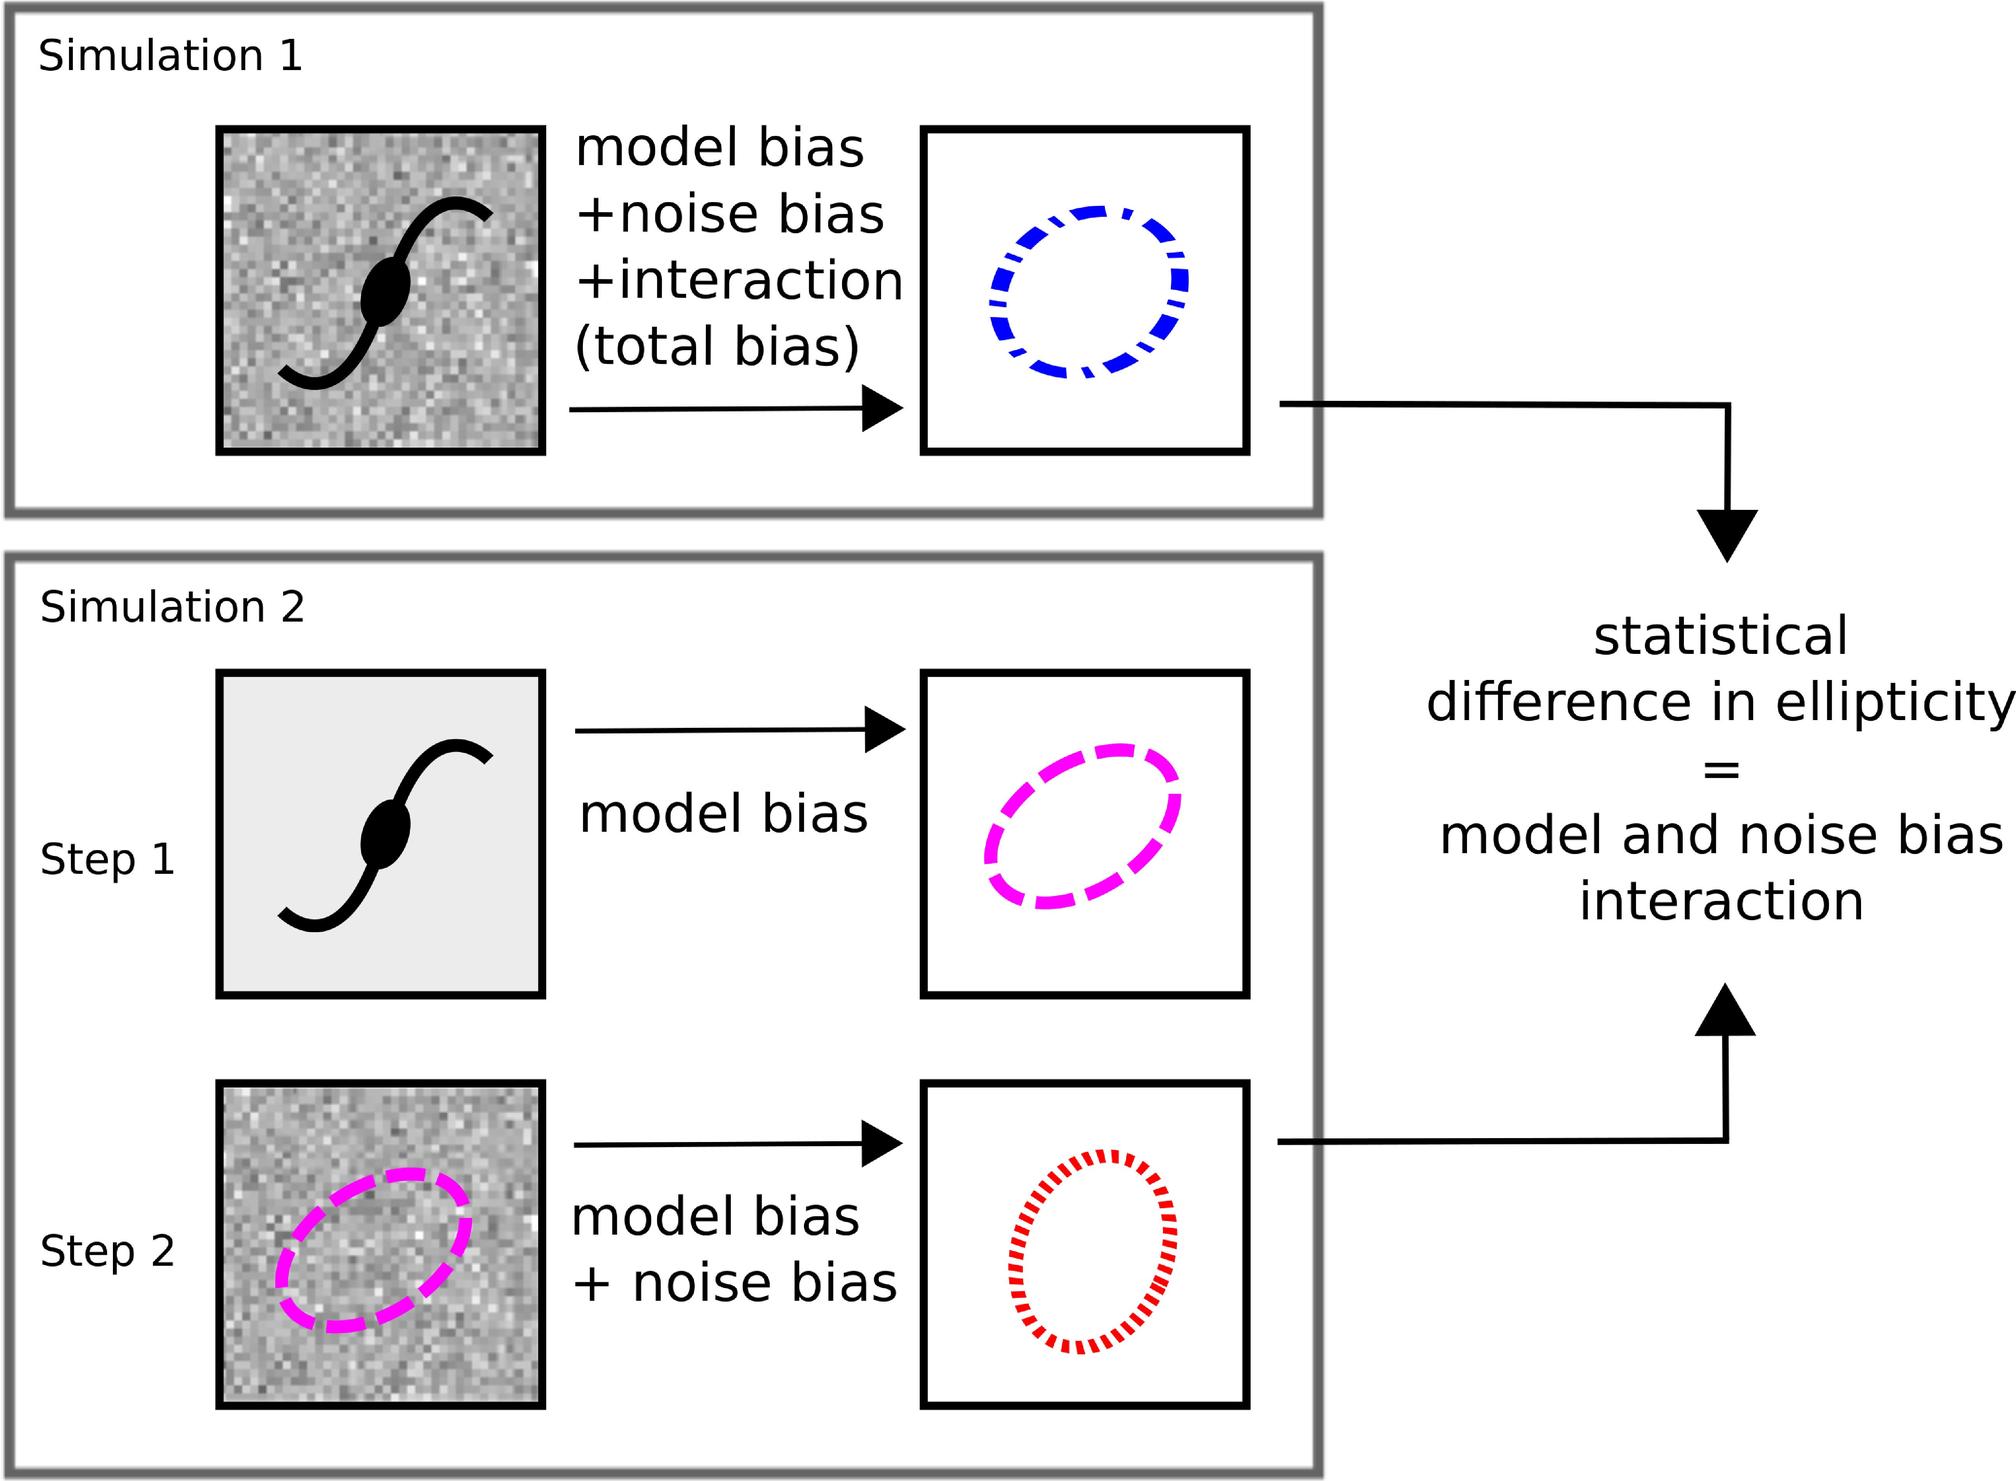 Simulation 1
model bias
+noise bias
+interaction
(total bias)
Simulation 2
Step 1
model bias
Step 2
model bias
+ noise bias
statistical
difference in ellipticity
=
model and noise bias
interaction